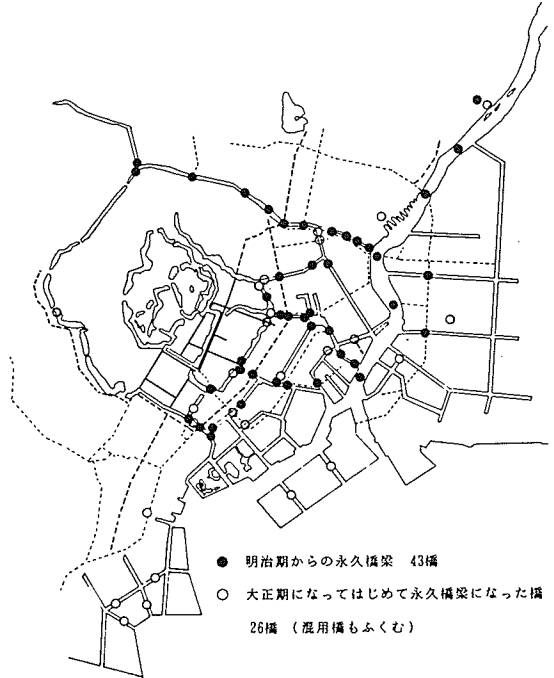 ● 明治期からの永久橋梁 43橋
○ 大正期になってはじめて永久橋梁になった橋
26橋 (混用橋もふくむ)